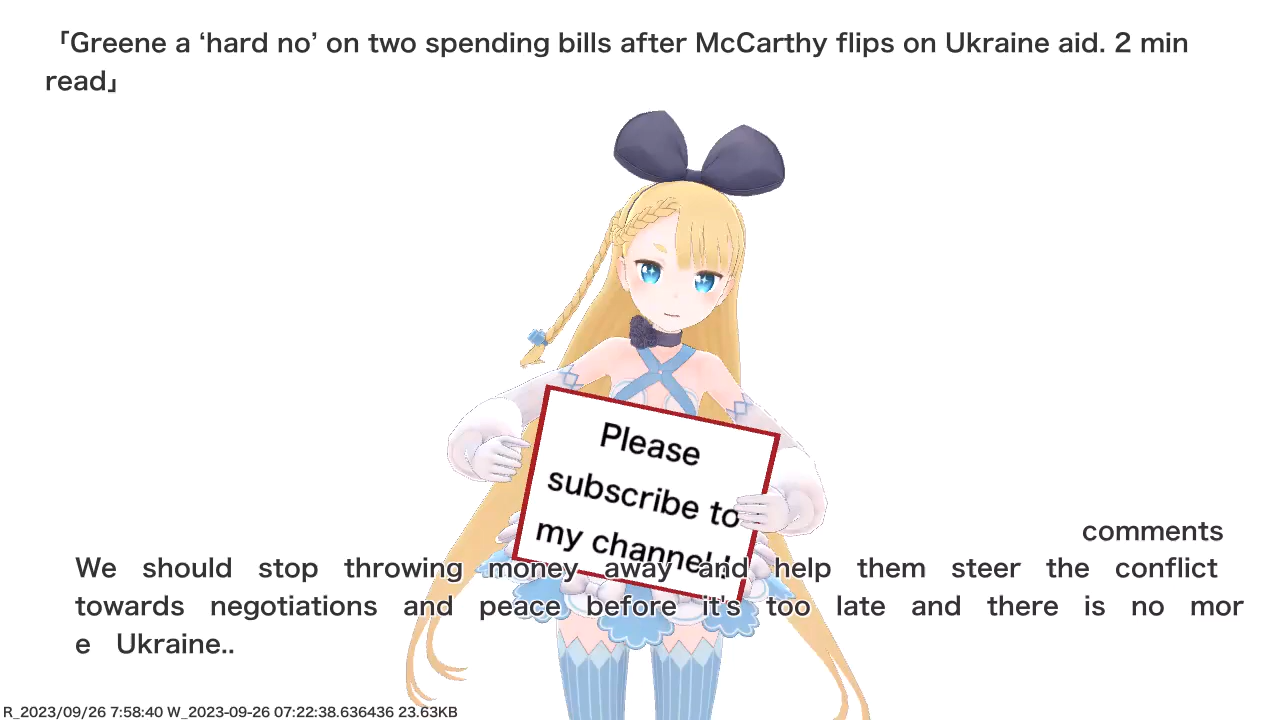 「Greene a ‘hard no’ on two spending bills after McCarthy flips on Ukraine aid. 2 min
read」
Please
subscribe to
my channel!
comments
We should stop throwing money away and help them steer the conflict
towards negotiations and peace before it's too late and there is no mor
e Ukraine..
R_2023/09/26 7:58:40 W_2023-09-26 07:22:38.636436 23.63KB